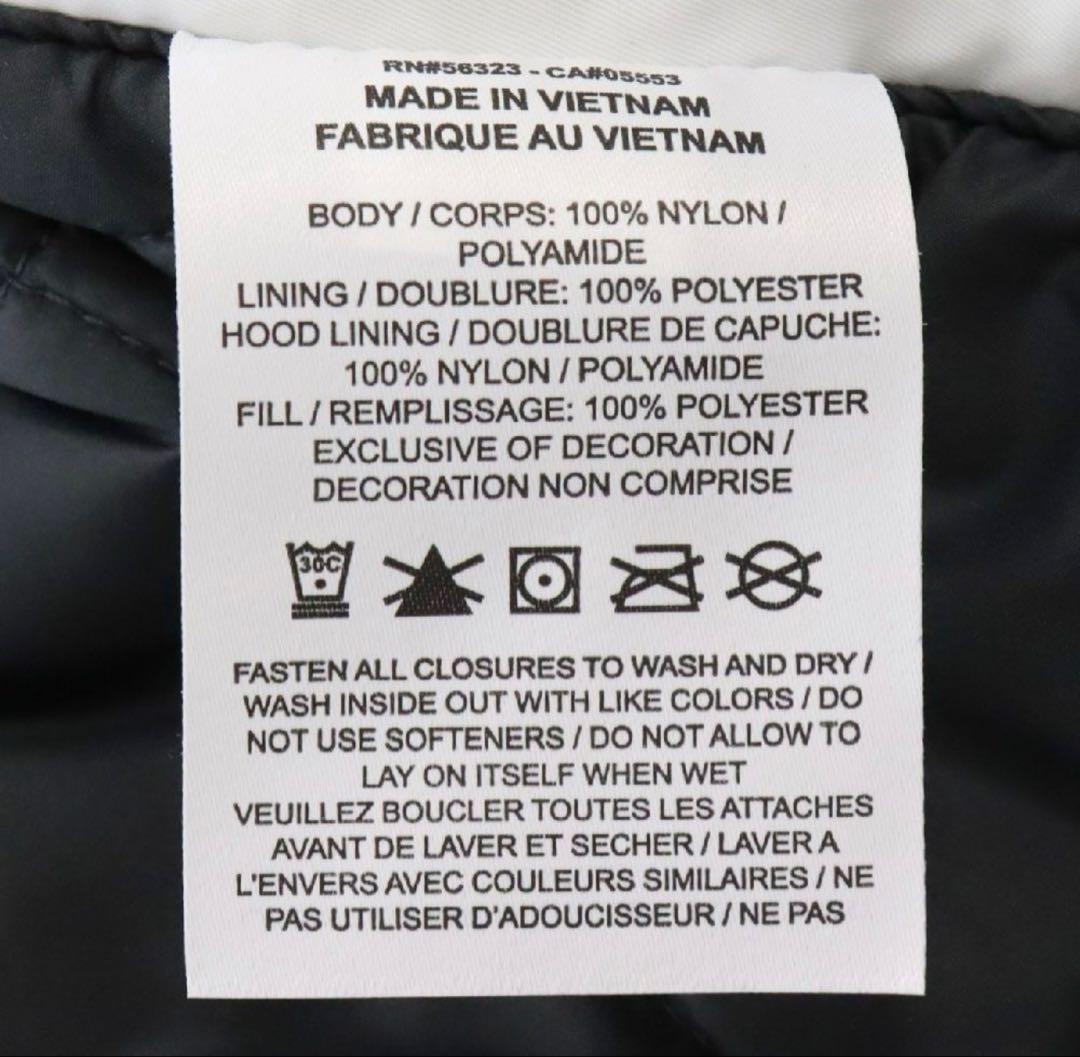 RN#56323 - CA#05553
MADE IN VIETNAM
FABRIQUE AU VIETNAM
BODY / CORPS: 100% NYLON /
POLYAMIDE
LINING / DOUBLURE: 100% POLYESTER
HOOD LINING / DOUBLURE DE CAPUCHE:
100% NYLON / POLYAMIDE
FILL / REMPLISSAGE: 100% POLYESTER
EXCLUSIVE OF DECORATION /
DECORATION NON COMPRISE
30C
FASTEN ALL CLOSURES TO WASH AND DRY /
WASH INSIDE OUT WITH LIKE COLORS / DO
NOT USE SOFTENERS / DO NOT ALLOW TO
LAY ON ITSELF WHEN WET
VEUILLEZ BOUCLER TOUTES LES ATTACHES
AVANT DE LAVER ET SECHER / LAVER A
L'ENVERS AVEC COULEURS SIMILAIRES / NE
PAS UTILISER D'ADOUCISSEUR / NE PAS